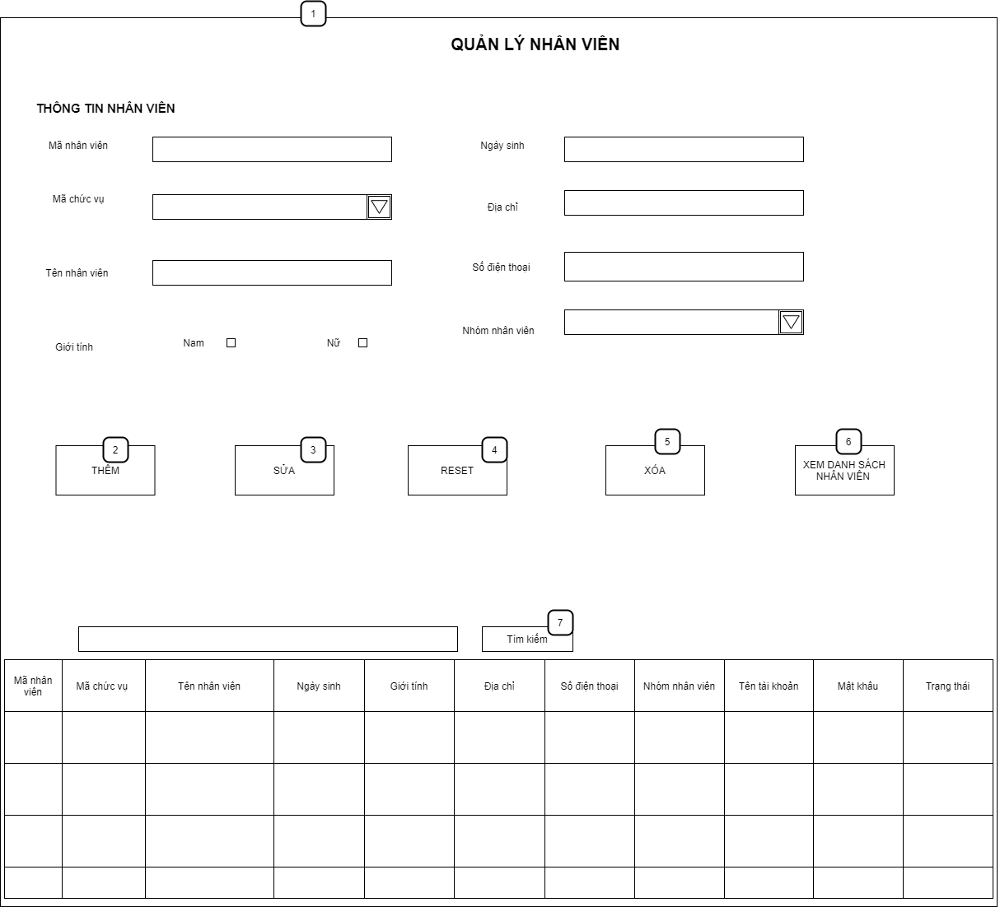 1
QUẢN LÝ NHÂN VIÊN
THÔNG TIN NHÂN VIÊN
Mã nhân viên
Ngày sinh
Mã chức vụ
Địa chỉ
Tên nhân viên
Số điện thoại
Nhóm nhân viên
Giới tính
Nam
Nữ
2
THÊM
3
SỬA
4
RESET
5
XÓA
6
XEM DANH SÁCH
NHÂN VIÊN
7
Tìm kiếm
Mã nhân
viên
Mã chức vụ
Tên nhân viên
Ngày sinh
Giới tính
Địa chỉ
Số điện thoại
Nhóm nhân viên
Tên tài khoản
Mật khẩu
Trạng thái